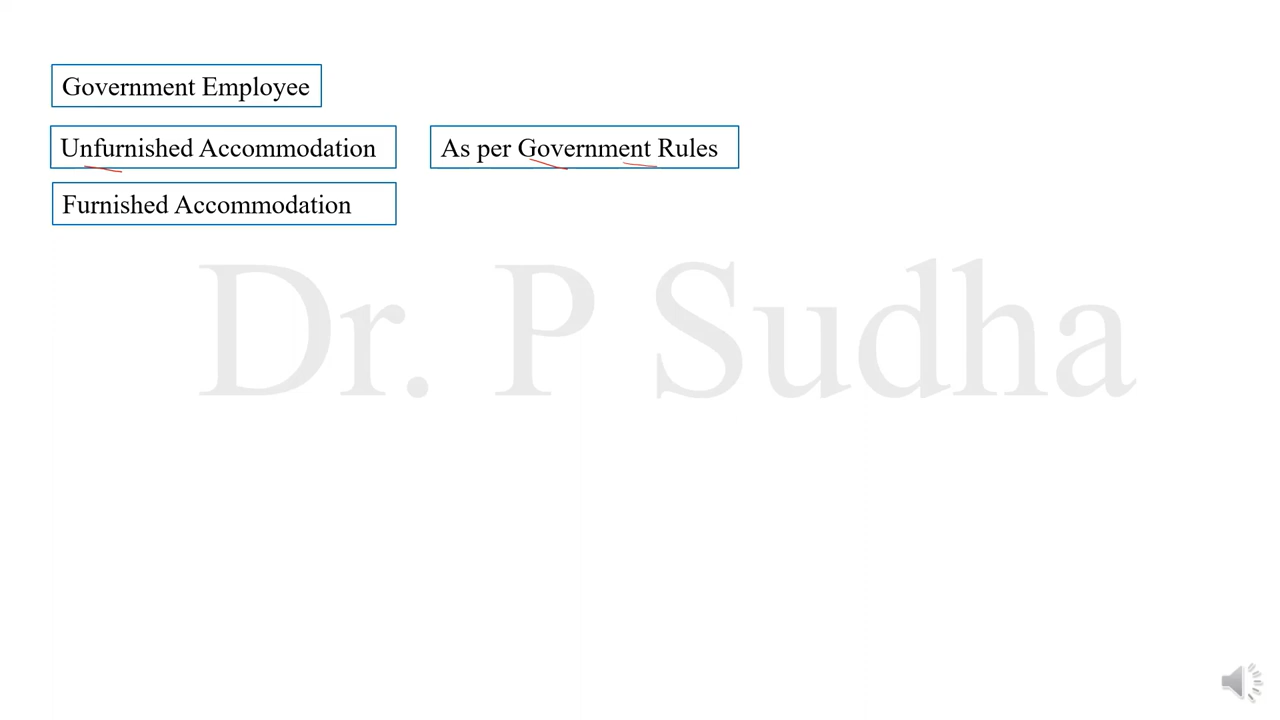 Government Employee
Unfurnished Accommodation
As per Government Rules
Furnished Accommodation
Dr. P Sudha